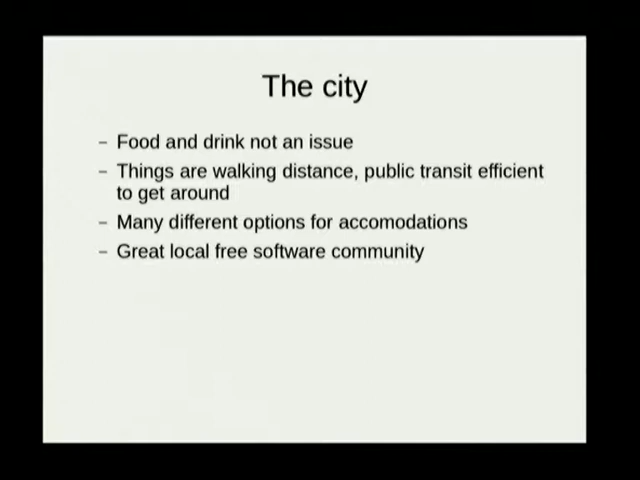 The city
– Food and drink not an issue
– Things are walking distance, public transit efficient
to get around
– Many different options for accomodations
– Great local free software community